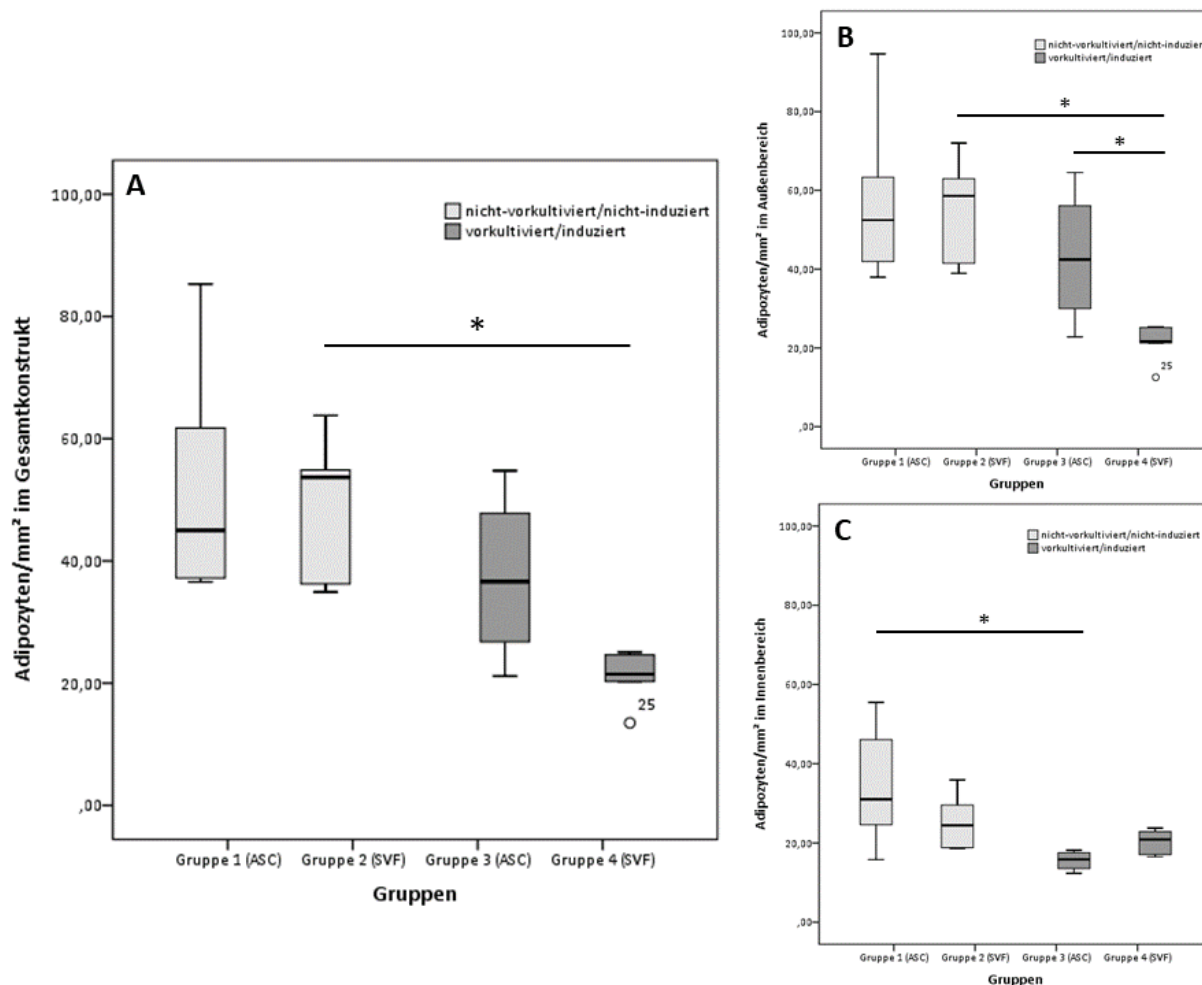 A
nicht-vorkultiviert/nicht-induziert
vorkultiviert/induziert
Adipozyten/mm² im Gesamtkonstrukt
100,00
80,00
60,00
40,00
20,00
,00
*
25
Gruppe 1 (ASC) Gruppe 2 (SVF) Gruppe 3 (ASC) Gruppe 4 (SVF)
Gruppen
B
nicht-vorkultiviert/nicht-induziert
vorkultiviert/induziert
Adipozyten/mm² im Außenbereich
100,00
80,00
60,00
40,00
20,00
,00
*
*
25
Gruppe 1 (ASC) Gruppe 2 (SVF) Gruppe 3 (ASC) Gruppe 4 (SVF)
Gruppen
C
nicht-vorkultiviert/nicht-induziert
vorkultiviert/induziert
Adipozyten/mm² im Innenbereich
100,00
80,00
60,00
40,00
20,00
,00
*
Gruppe 1 (ASC) Gruppe 2 (SVF) Gruppe 3 (ASC) Gruppe 4 (SVF)
Gruppen